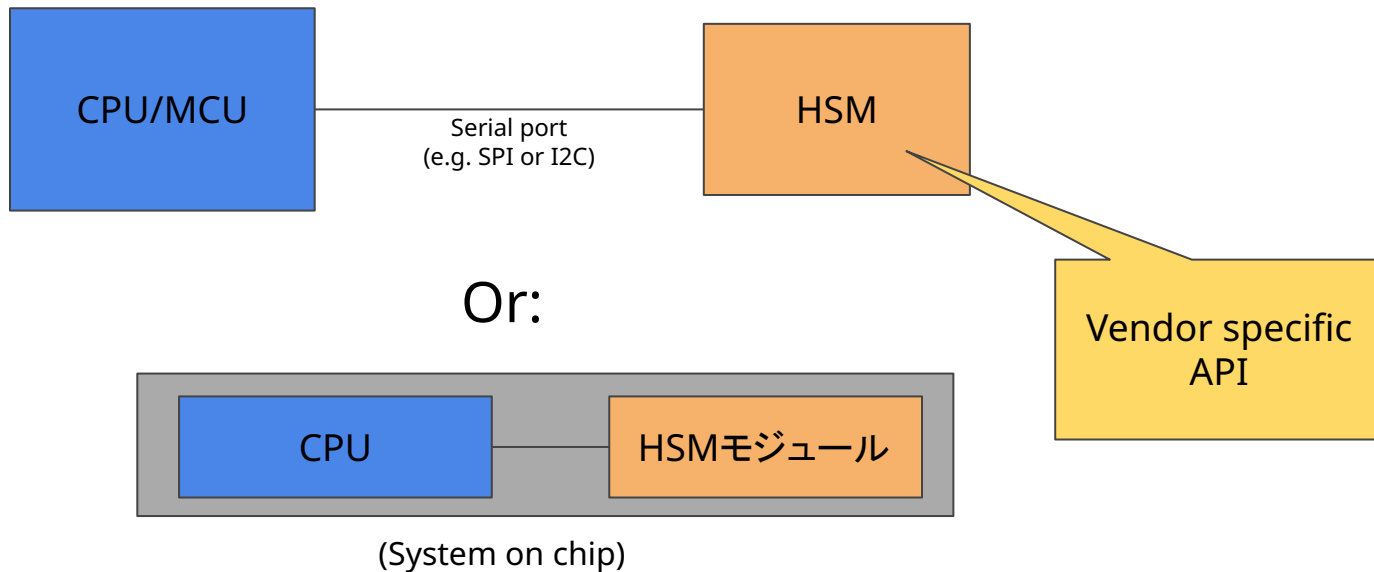 CPU/MCU
Serial port
(e.g. SPI or I2C)
HSM
Or:
Vendor specific
API
CPU
HSMモジュール
(System on chip)